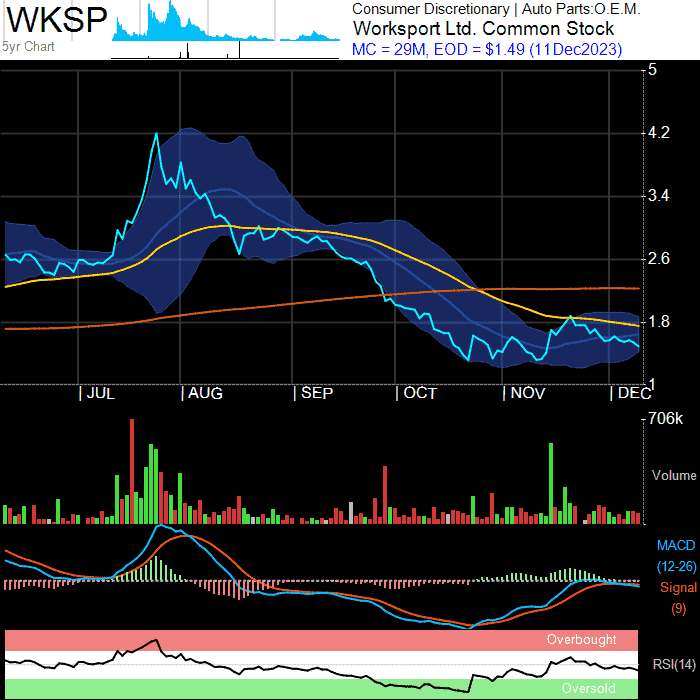 WKSP
5yr Chart
Consumer Discretionary | Auto Parts:O.E.M.
Worksport Ltd. Common Stock
MC = 29M, EOD = $1.49 (11Dec2023)
5
4.2
3.4
2.6
1.8
1
JUL AUG SEP OCT NOV DEC
706k
Volume
MACD
(12-26)
Signal
(9)
Overbought
RSI(14)
Oversold